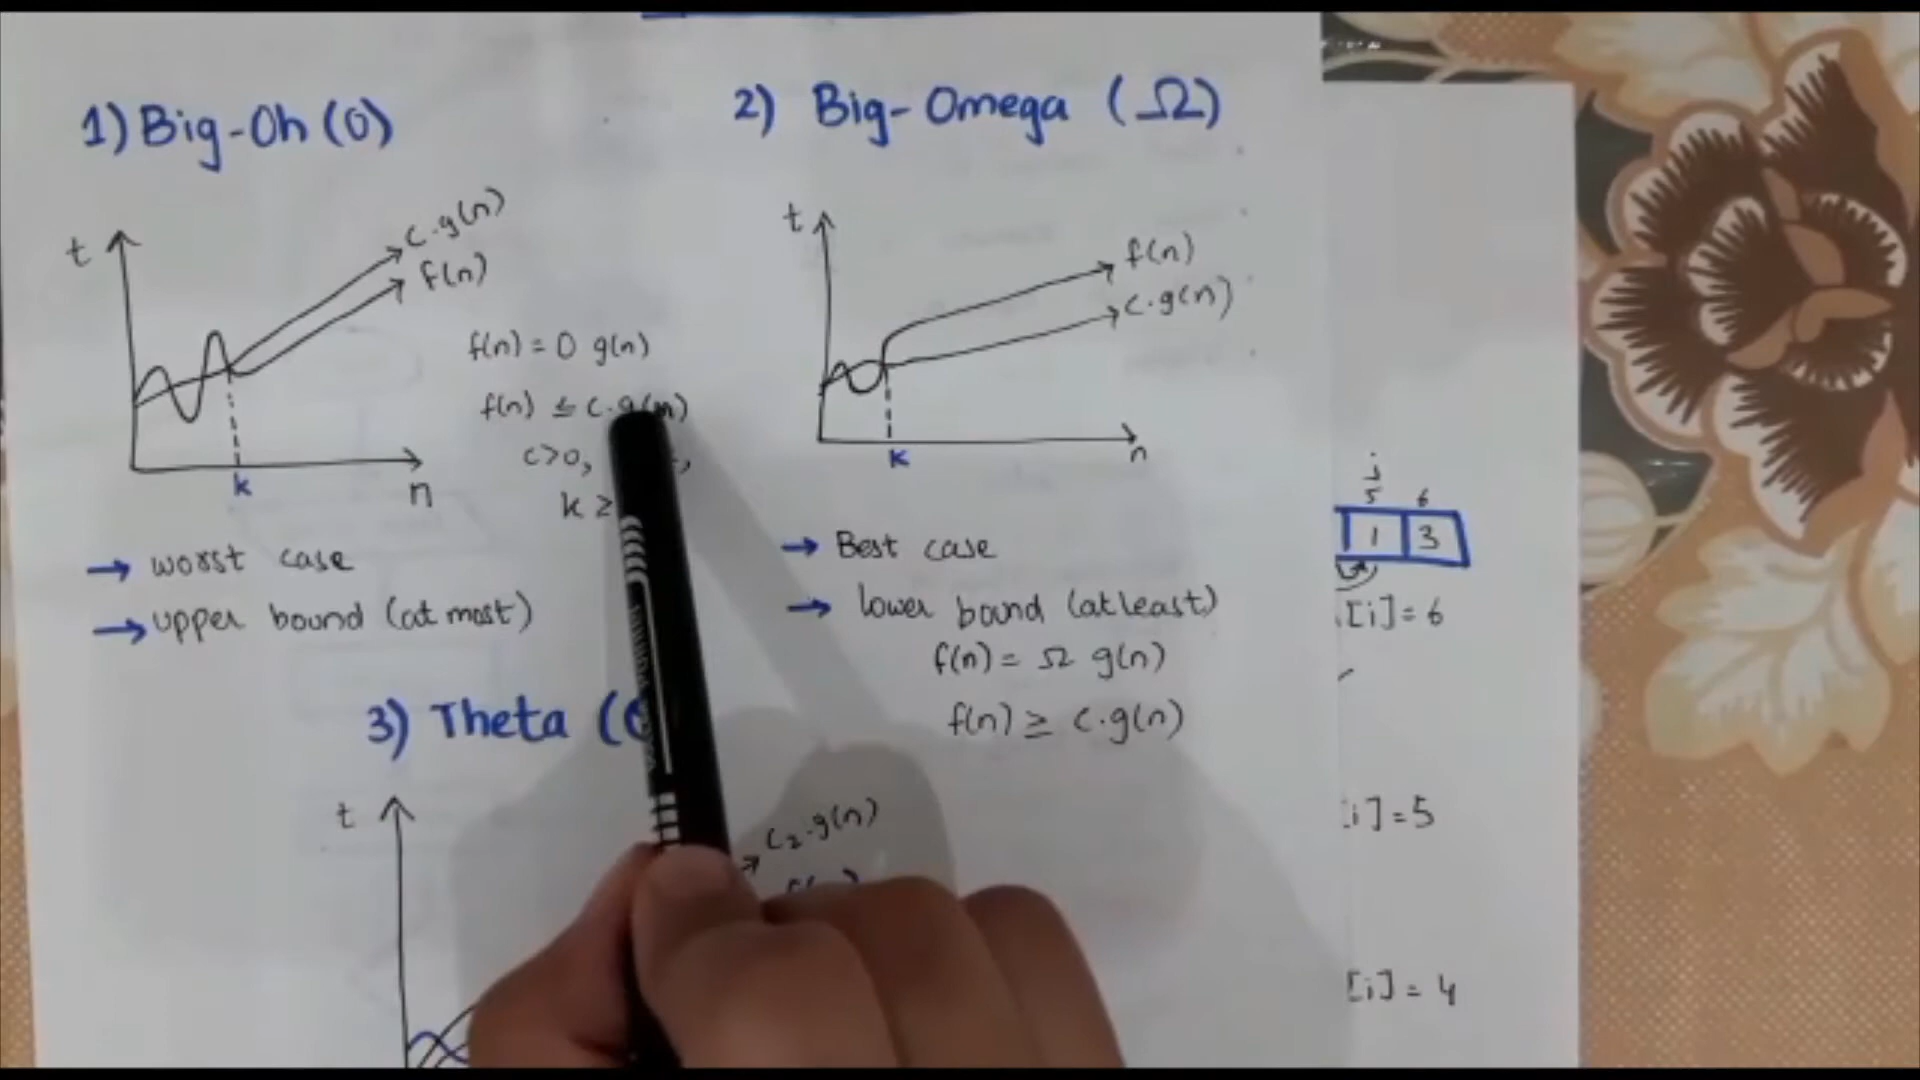 1) Big-Oh (O)
t
c.g(n)
f(n)
k
n
f(n) = O g(n)
f(n) ≤ c.g(n)
c>0,
k ≥
→ worst case
→ upper bound (at most)
2) Big-Omega (Ω)
t
f(n)
c.g(n)
k
n
→ Best case
→ lower bound (atleast)
f(n) = Ω g(n)
f(n) ≥ c.g(n)
3) Theta (
t
c₂.g(n)
j
5 6
1 3
[i]=6
[i]=5
[i]=4